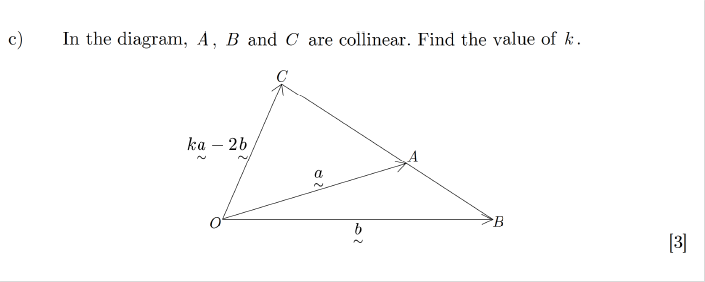 c) In the diagram, A, B and C are collinear. Find the value of k.
C
ka − 2b
~ ~
A
a
~
O
B
b
~
[3]